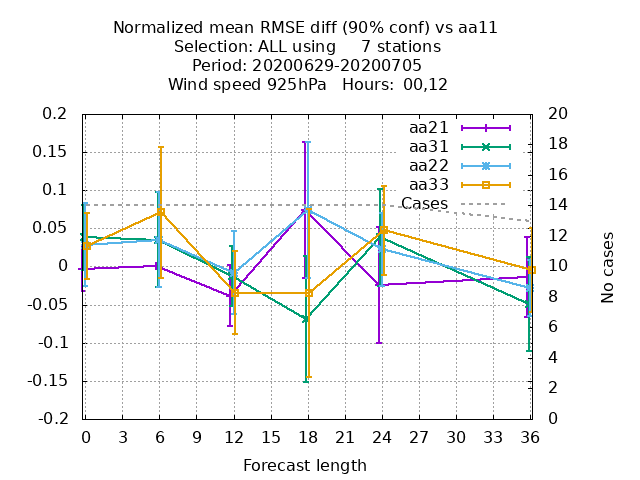 Normalized mean RMSE diff (90% conf) vs aa11
Selection: ALL using     7 stations
Period: 20200629-20200705
Wind speed 925hPa   Hours:  00,12
0.2
0.15
0.1
0.05
0
-0.05
-0.1
-0.15
-0.2
20
18
16
14
12
10
8
6
4
2
0
aa21
aa31
aa22
aa33
Cases
No cases
0 3 6 9 12 15 18 21 24 27 30 33 36
Forecast length